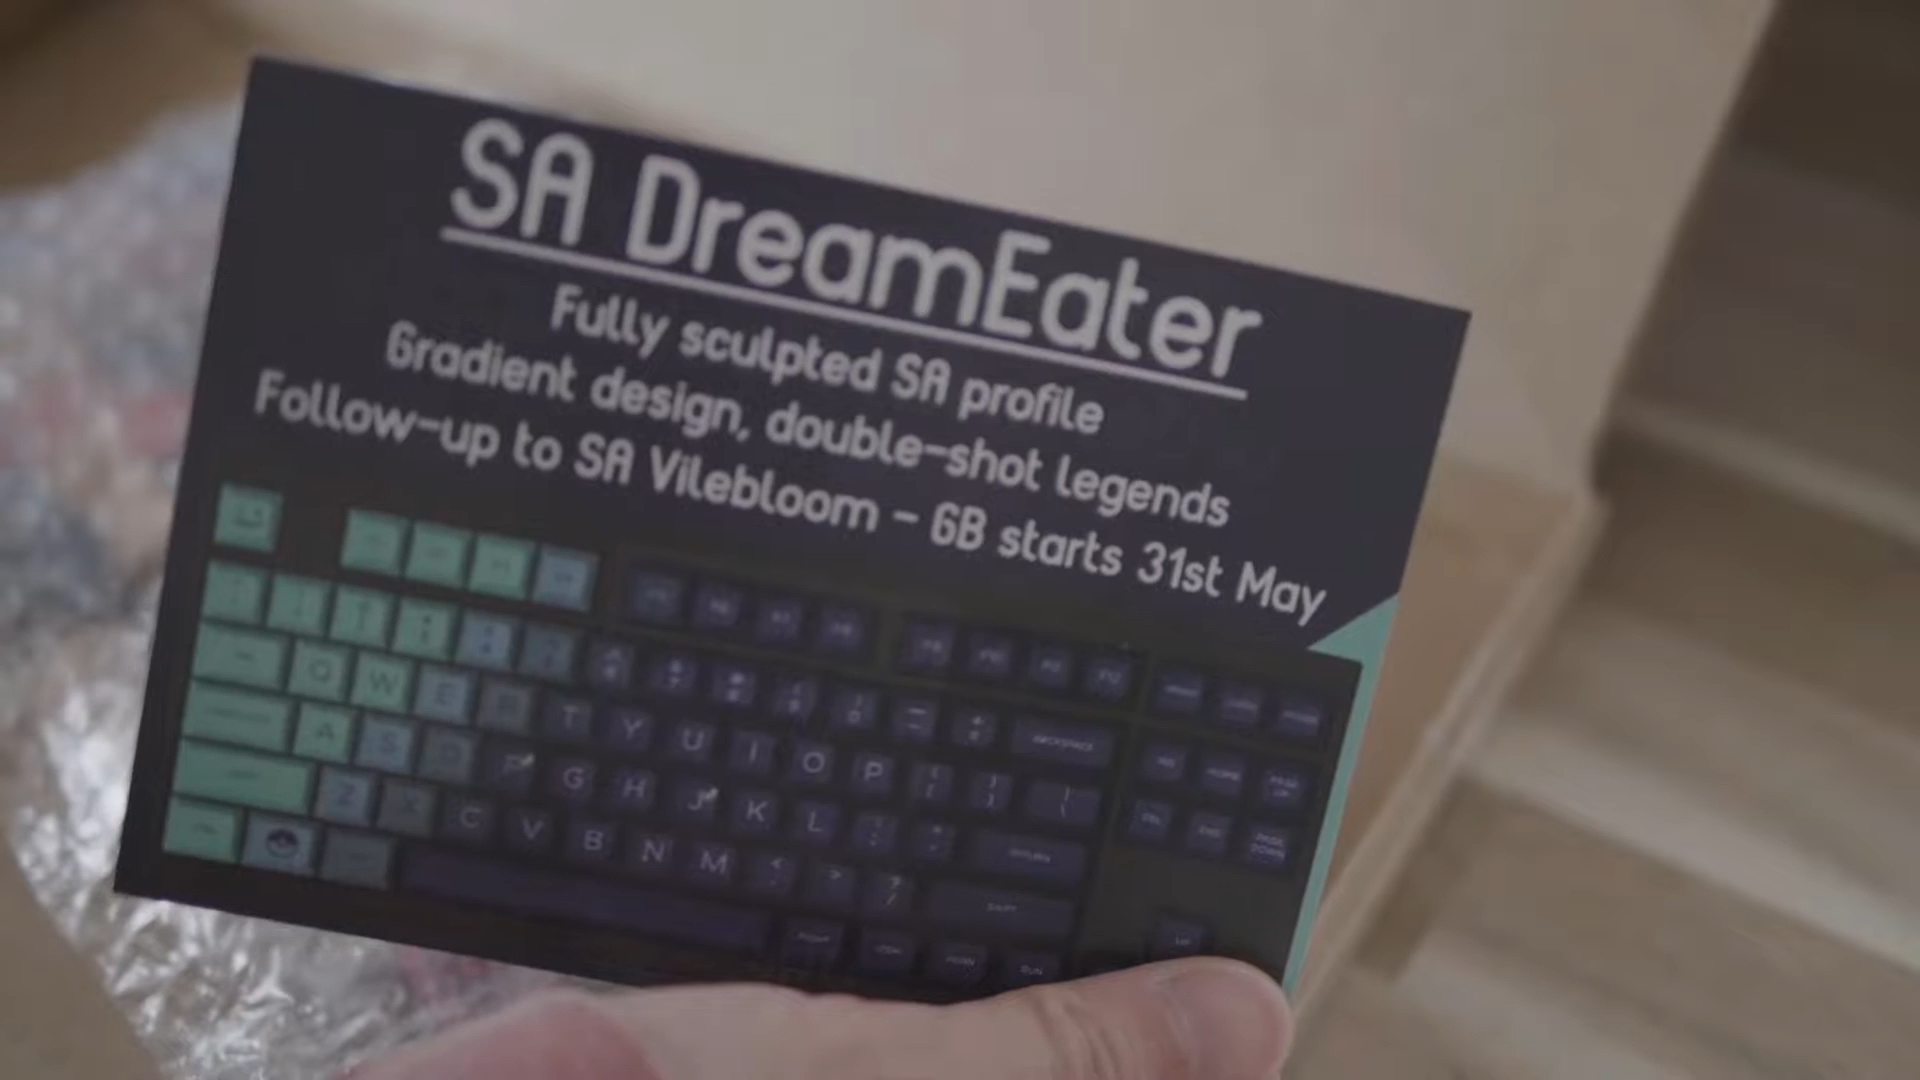 SA DreamEater
Fully sculpted SA profile
Gradient design, double-shot legends
Follow-up to SA Vilebloom - GB starts 31st May
BACKSPACE
Q W E R T Y U I O P
A S D F G H J K L
Z X C V B N M